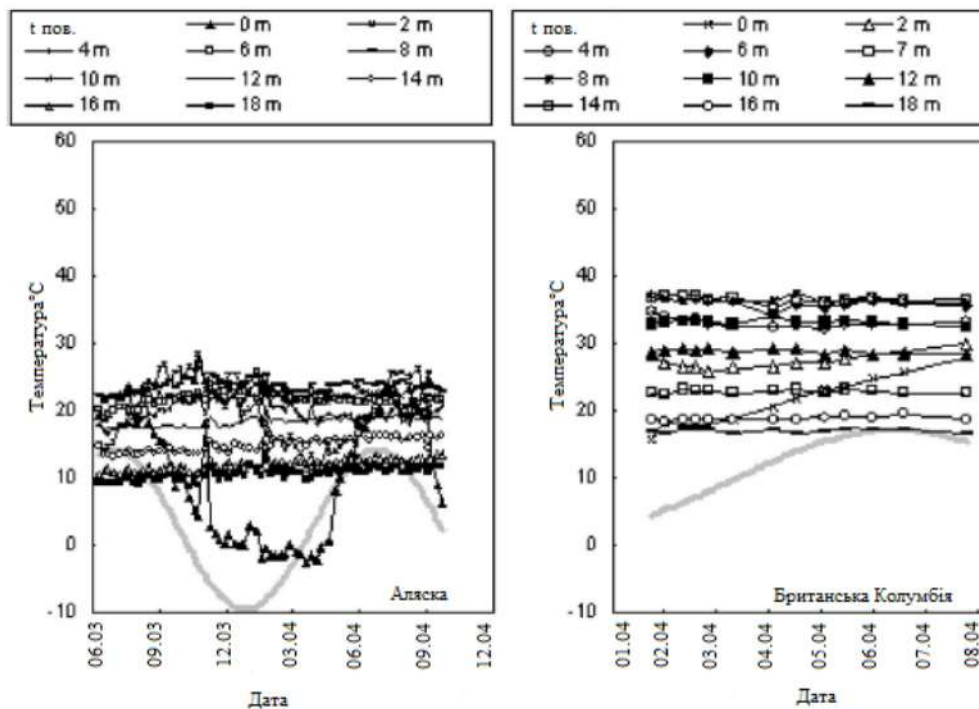 t пов. 0 m 2 m
4 m 6 m 8 m
10 m 12 m 14 m
16 m 18 m
t пов. 0 m 2 m
4 m 6 m 7 m
8 m 10 m 12 m
14 m 16 m 18 m
60
50
40
30
20
10
0
-10
Температура°C
Аляска
06.03 09.03 12.03 03.04 06.04 09.04 12.04
Дата
60
50
40
30
20
10
0
-10
Температура°C
Британська Колумбія
01.04 02.04 03.04 04.04 05.04 06.04 07.04 08.04
Дата